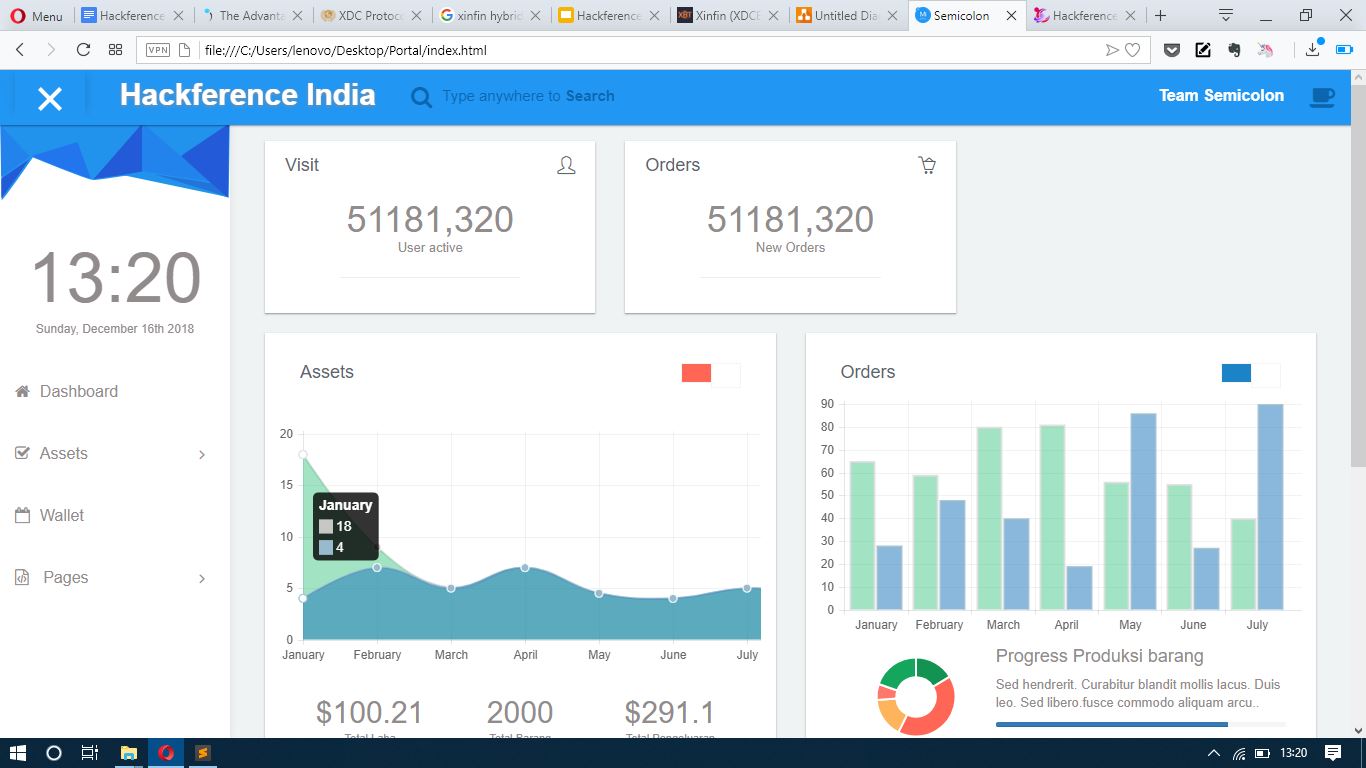 Menu
Hackference
The Advanta
XDC Protoc
xinfin hybrid
Hackference
Xinfin (XDCE
Untitled Dia
Semicolon
Hackference
VPN
file:///C:/Users/lenovo/Desktop/Portal/index.html
Hackference India
Type anywhere to Search
Team Semicolon
13:20
Sunday, December 16th 2018
Dashboard
Assets
Wallet
Pages
Visit
51181,320
User active
Orders
51181,320
New Orders
Assets
20
15
10
5
0
January
18
4
January February March April May June July
$100.21
Total Laba
2000
Total Barang
$291.1
Total Pengeluaran
Orders
90
80
70
60
50
40
30
20
10
0
January February March April May June July
Progress Produksi barang
Sed hendrerit. Curabitur blandit mollis lacus. Duis
leo. Sed libero.fusce commodo aliquam arcu..
13:20